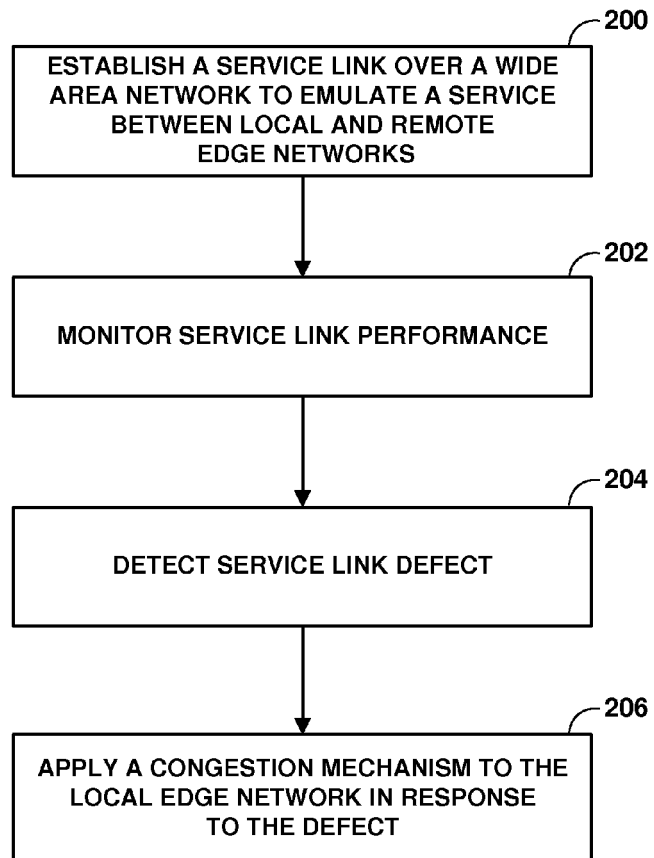 200
ESTABLISH A SERVICE LINK OVER A WIDE
AREA NETWORK TO EMULATE A SERVICE
BETWEEN LOCAL AND REMOTE
EDGE NETWORKS
202
MONITOR SERVICE LINK PERFORMANCE
204
DETECT SERVICE LINK DEFECT
206
APPLY A CONGESTION MECHANISM TO THE
LOCAL EDGE NETWORK IN RESPONSE
TO THE DEFECT